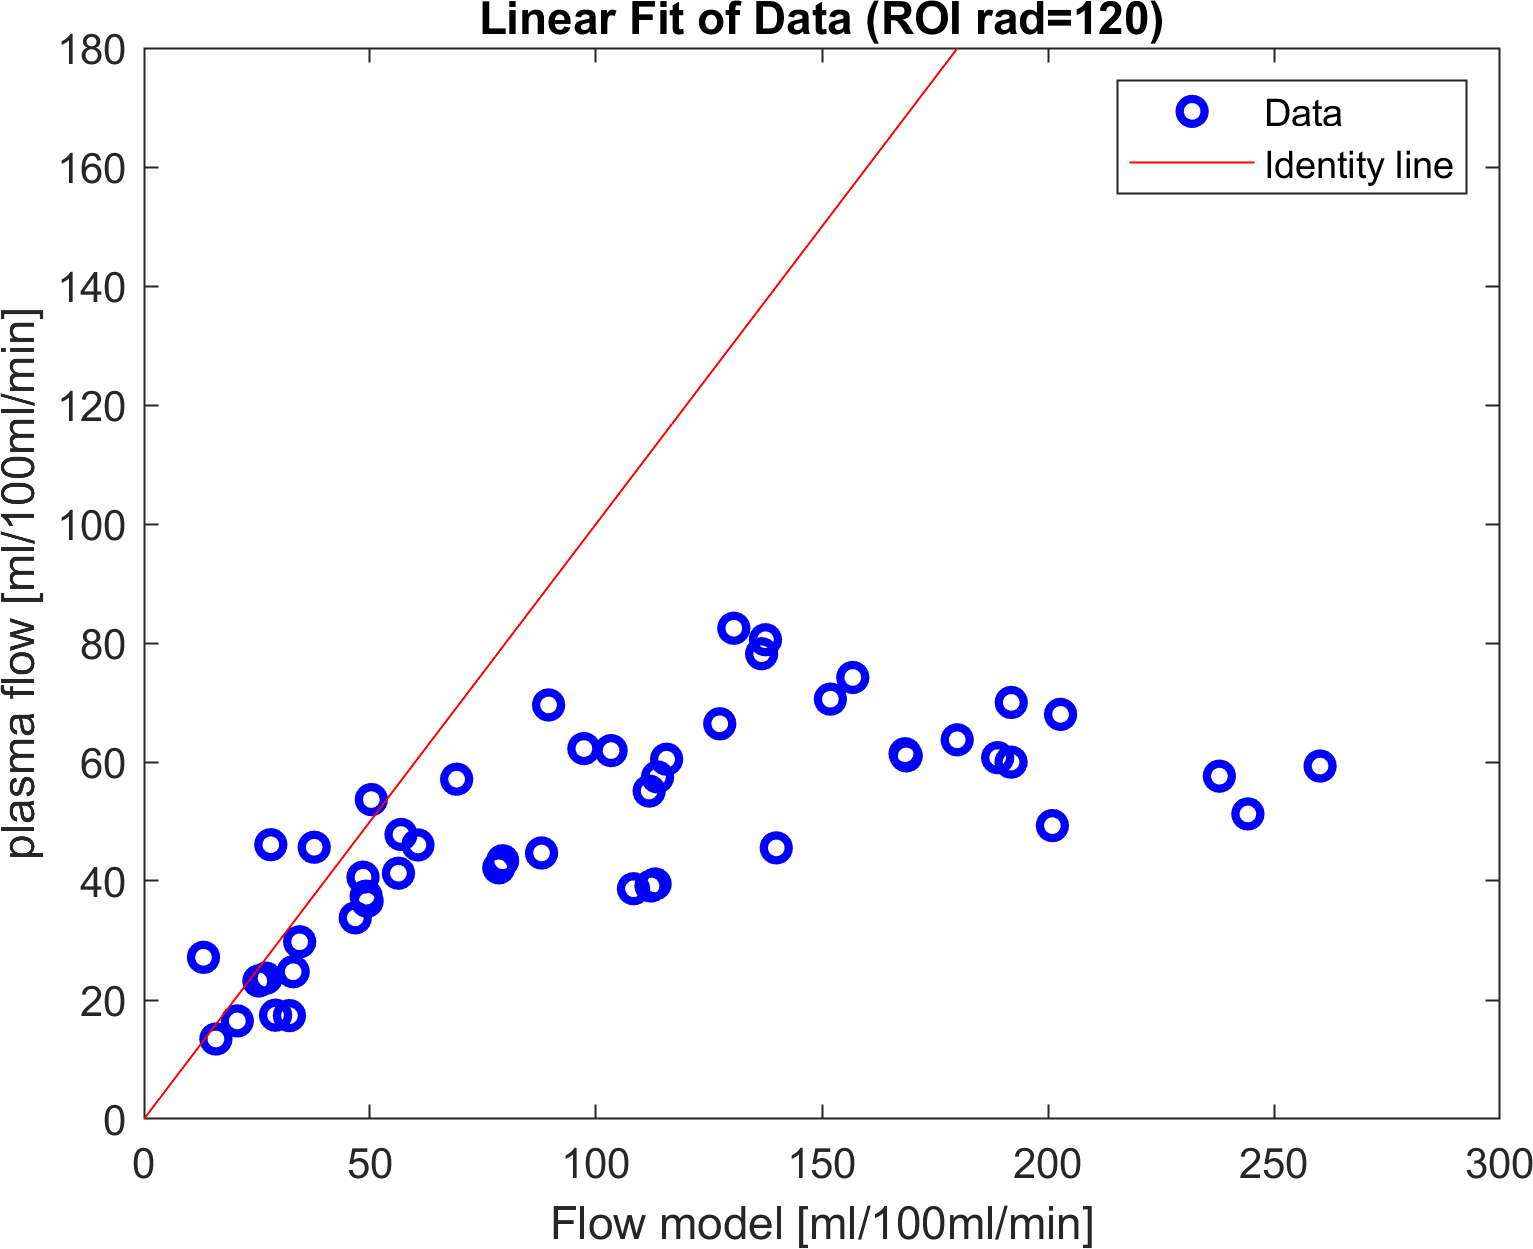 Linear Fit of Data (ROI rad=120)
180
160
140
120
100
80
60
40
20
0
plasma flow [ml/100ml/min]
Data
Identity line
0 50 100 150 200 250 300
Flow model [ml/100ml/min]